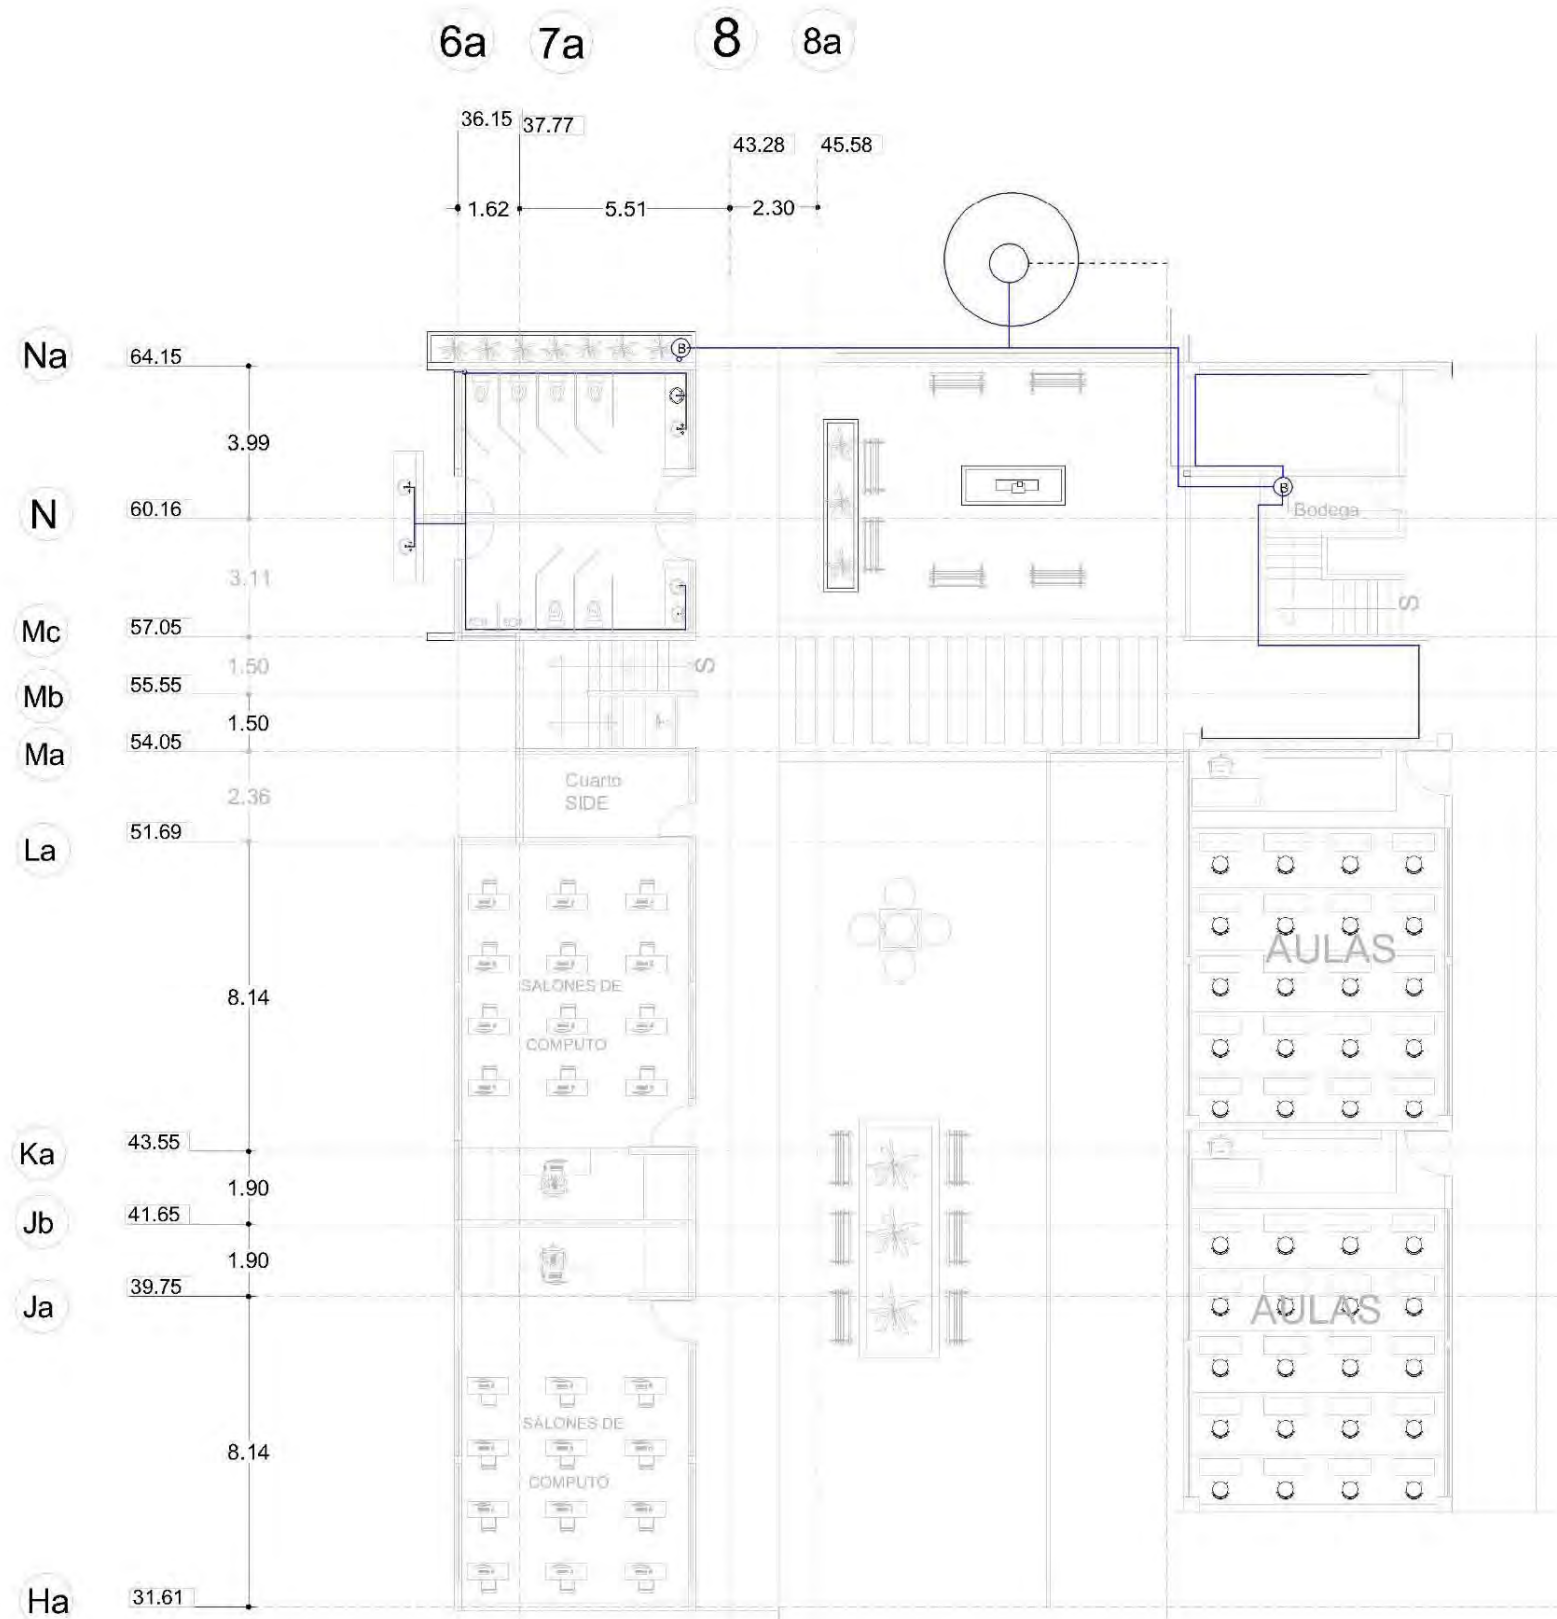 6a 7a 8 8a
36.15 37.77
43.28 45.58
1.62 5.51 2.30
Na 64.15
B
3.99
B
N 60.16
Bodega
3.11
S
Mc 57.05
1.50
S
Mb 55.55
1.50
Ma 54.05
Cuarto
SIDE
2.36
La 51.69
AULAS
SALONES DE
8.14
COMPUTO
Ka 43.55
1.90
Jb 41.65
1.90
Ja 39.75
AULAS
SALONES DE
8.14
COMPUTO
Ha 31.61